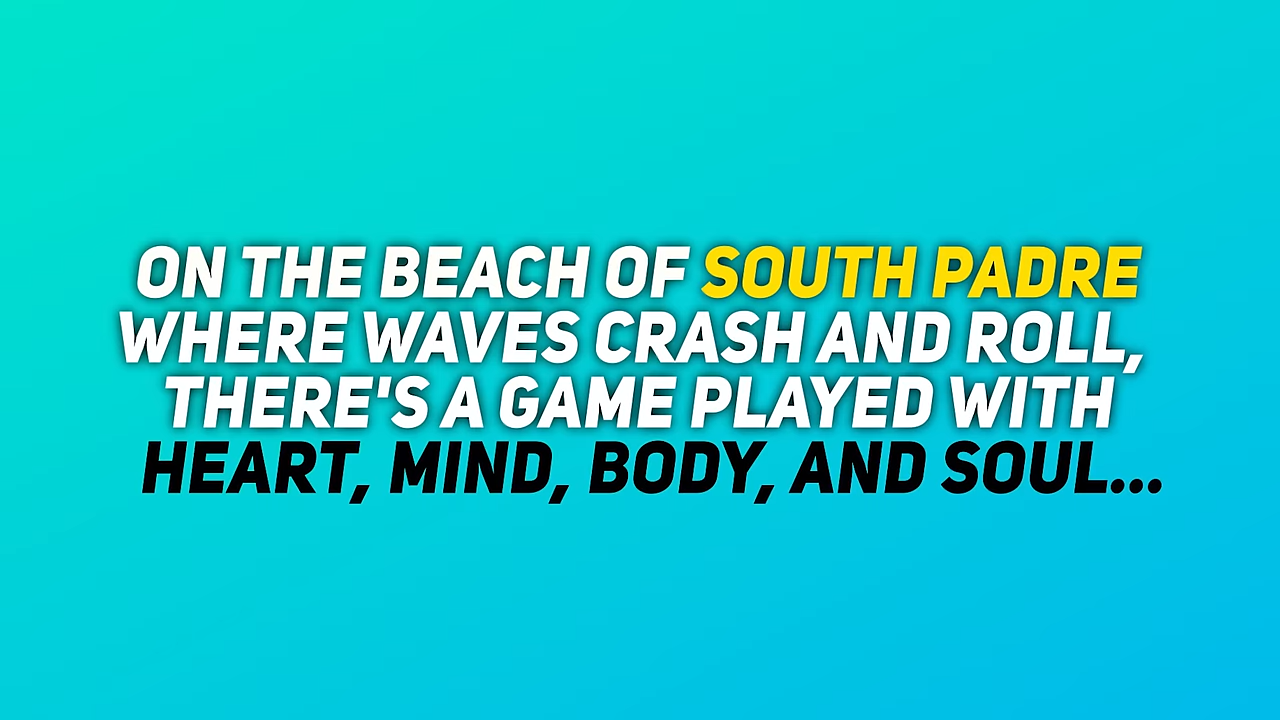 ON THE BEACH OF SOUTH PADRE
WHERE WAVES CRASH AND ROLL,
THERE'S A GAME PLAYED WITH
HEART, MIND, BODY, AND SOUL...